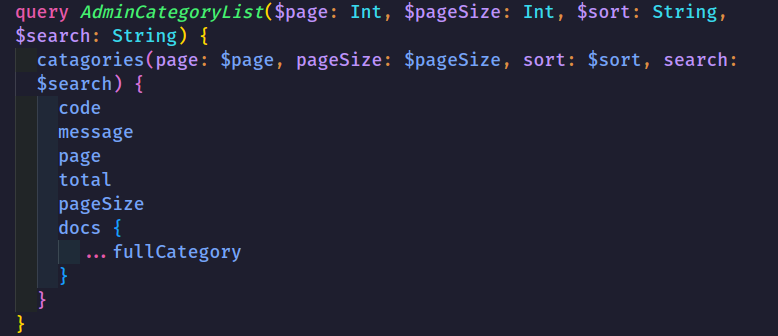 query AdminCategoryList($page: Int, $pageSize: Int, $sort: String,
$search: String) {
catagories(page: $page, pageSize: $pageSize, sort: $sort, search:
$search) {
code
message
page
total
pageSize
docs {
...fullCategory
}
}
}